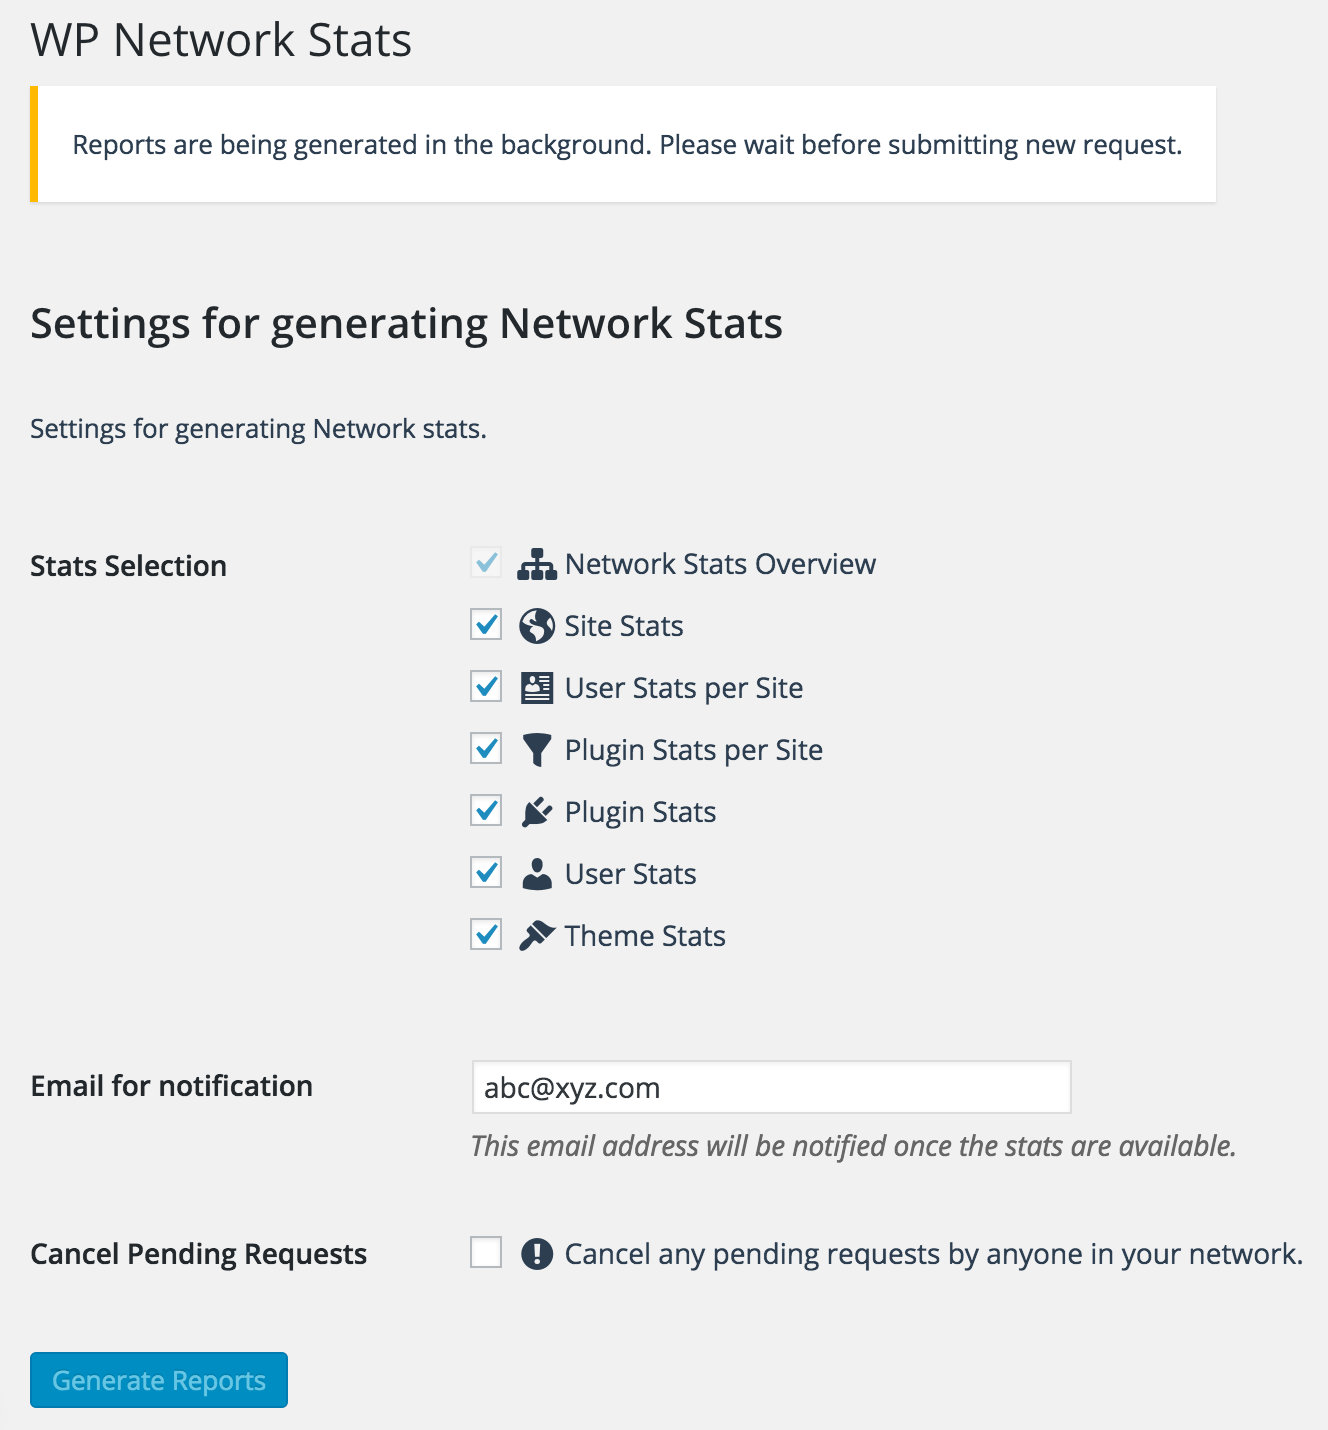 WP Network Stats
Reports are being generated in the background. Please wait before submitting new request.
Settings for generating Network Stats
Settings for generating Network stats.
Stats Selection
Network Stats Overview
Site Stats
User Stats per Site
Plugin Stats per Site
Plugin Stats
User Stats
Theme Stats
Email for notification
abc@xyz.com
This email address will be notified once the stats are available.
Cancel Pending Requests
Cancel any pending requests by anyone in your network.
Generate Reports